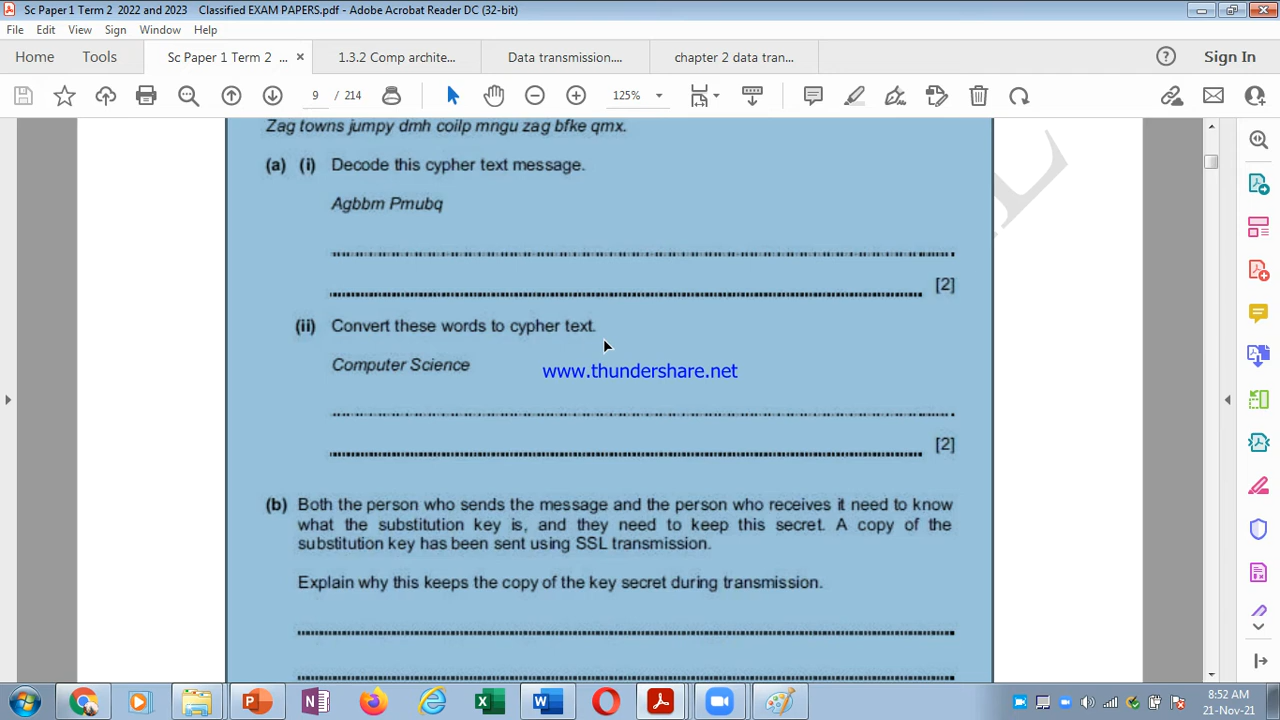 Sc Paper 1 Term 2 2022 and 2023 Classified EXAM PAPERS.pdf - Adobe Acrobat Reader DC (32-bit)
File Edit View Sign Window Help
Home Tools Sc Paper 1 Term 2 ... × 1.3.2 Comp archite... Data transmission.... chapter 2 data tran... Sign In
9 / 214 125%
Zag towns jumpy dmh coilp mngu zag bfke qmx.
(a) (i) Decode this cypher text message.
Agbbm Pmubq
[2]
(ii) Convert these words to cypher text.
Computer Science
www.thundershare.net
[2]
(b) Both the person who sends the message and the person who receives it need to know
what the substitution key is, and they need to keep this secret. A copy of the
substitution key has been sent using SSL transmission.
Explain why this keeps the copy of the key secret during transmission.
8:52 AM
21-Nov-21